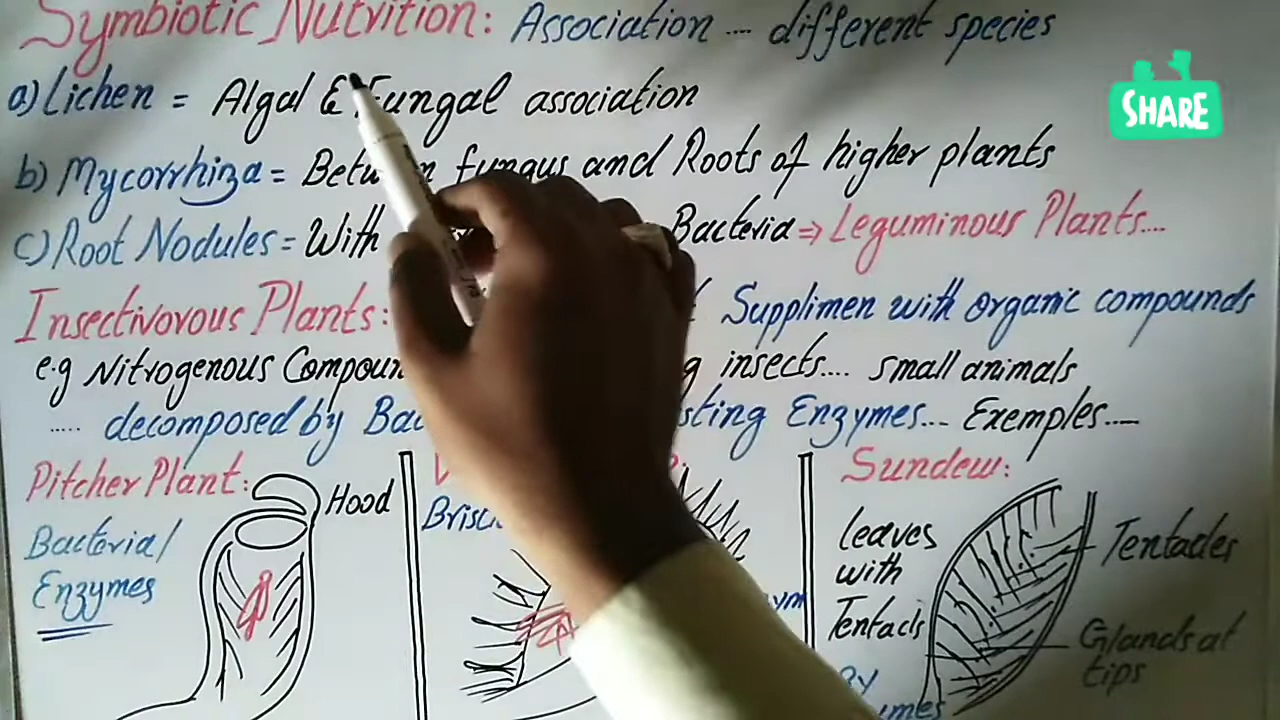 Symbiotic Nutrition: Association .... different species
SHARE
a) Lichen = Algal & Fungal association
b) Mycorrhiza = Between fungus and Roots of higher plants
c) Root Nodules = With Bacteria ⇒ Leguminous Plants....
Insectivorous Plants: Supplimen with organic compounds
e.g Nitrogenous insects.... small animals
..... decomposed by Enzymes... Exemples.....
Pitcher Plant:
Hood
Bacteria/
Enzymes
Sundew:
leaves
with
Tentacls
By
Tentacles
Glands at
tips